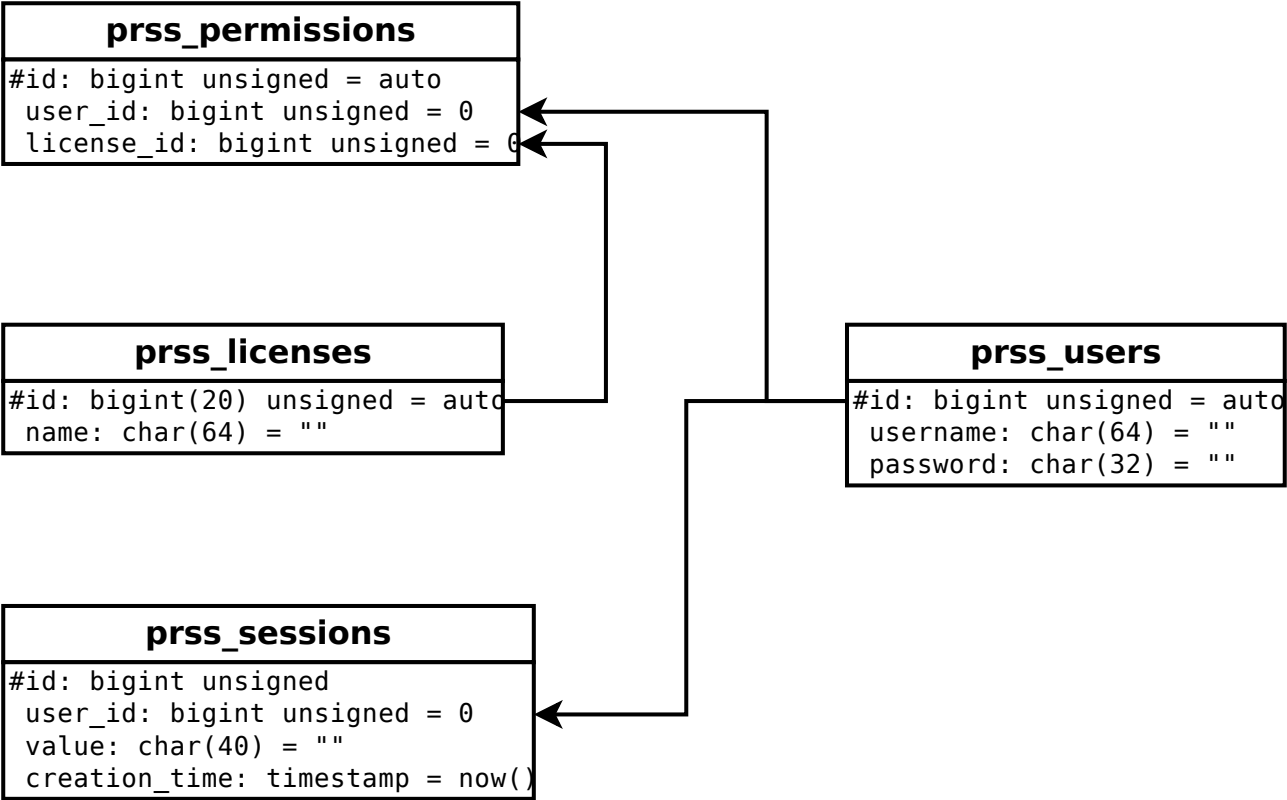 prss_permissions
#id: bigint unsigned = auto
user_id: bigint unsigned = 0
license_id: bigint unsigned = 0
prss_licenses
#id: bigint(20) unsigned = auto
name: char(64) = ""
prss_users
#id: bigint unsigned = auto
username: char(64) = ""
password: char(32) = ""
prss_sessions
#id: bigint unsigned
user_id: bigint unsigned = 0
value: char(40) = ""
creation_time: timestamp = now()